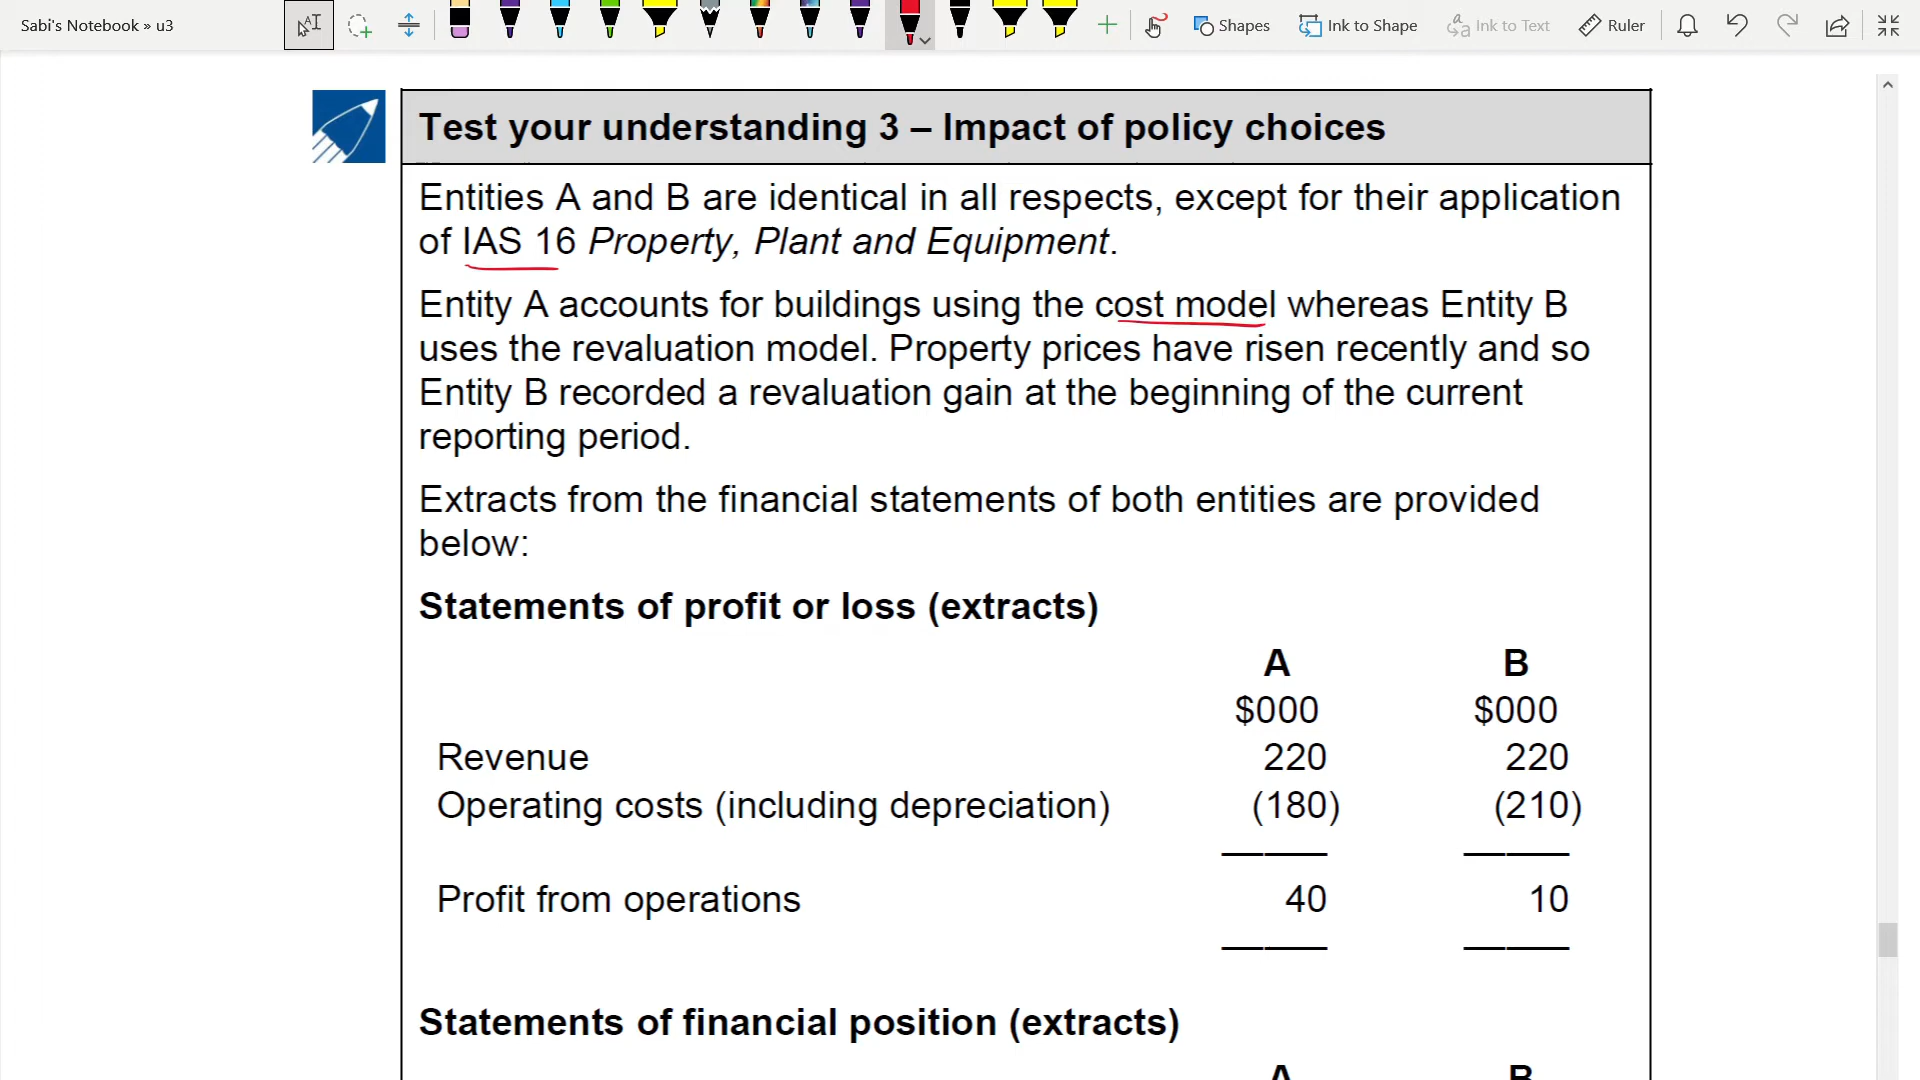 Sabi's Notebook » u3
Shapes
Ink to Shape
Ink to Text
Ruler
Test your understanding 3 – Impact of policy choices
Entities A and B are identical in all respects, except for their application
of IAS 16 Property, Plant and Equipment.
Entity A accounts for buildings using the cost model whereas Entity B
uses the revaluation model. Property prices have risen recently and so
Entity B recorded a revaluation gain at the beginning of the current
reporting period.
Extracts from the financial statements of both entities are provided
below:
Statements of profit or loss (extracts)
A B
$000 $000
Revenue 220 220
Operating costs (including depreciation) (180) (210)
Profit from operations 40 10
Statements of financial position (extracts)
A B